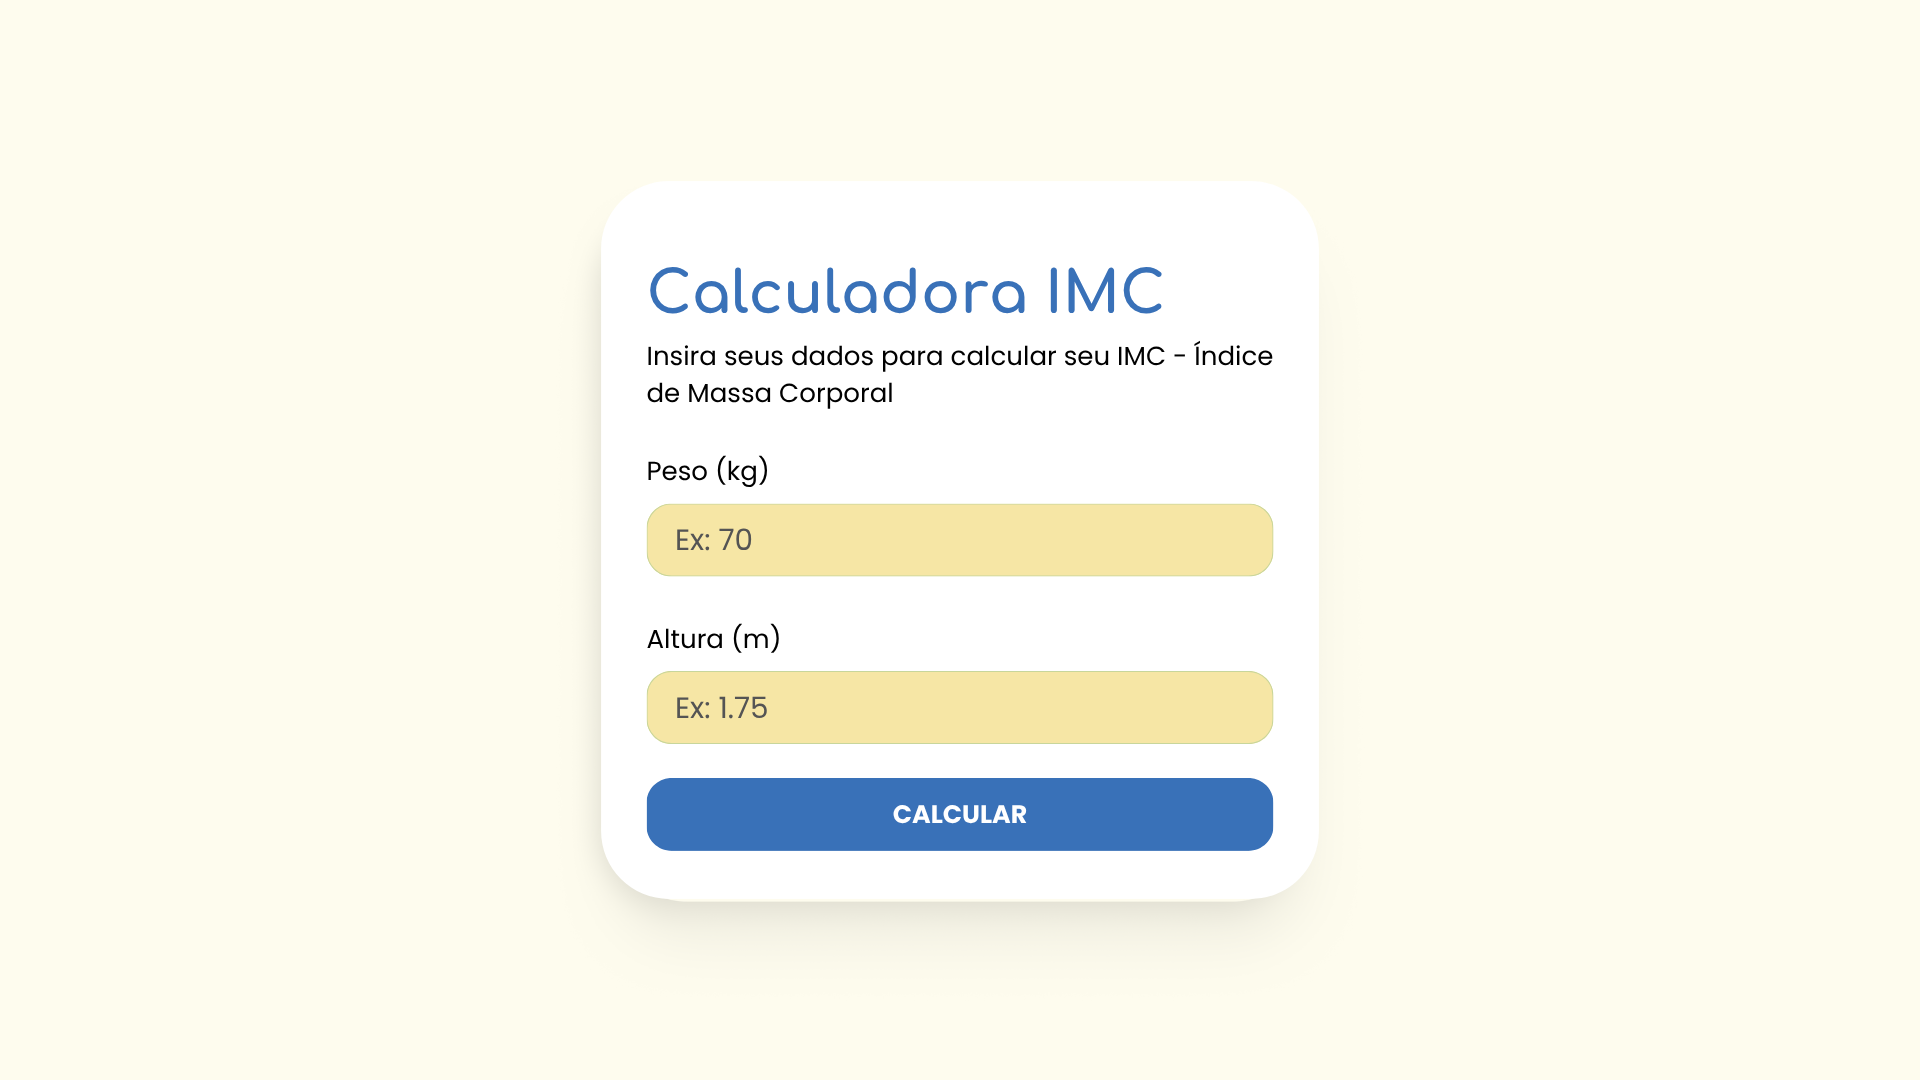 Calculadora IMC
Insira seus dados para calcular seu IMC - Índice
de Massa Corporal
Peso (kg)
Ex: 70
Altura (m)
Ex: 1.75
CALCULAR